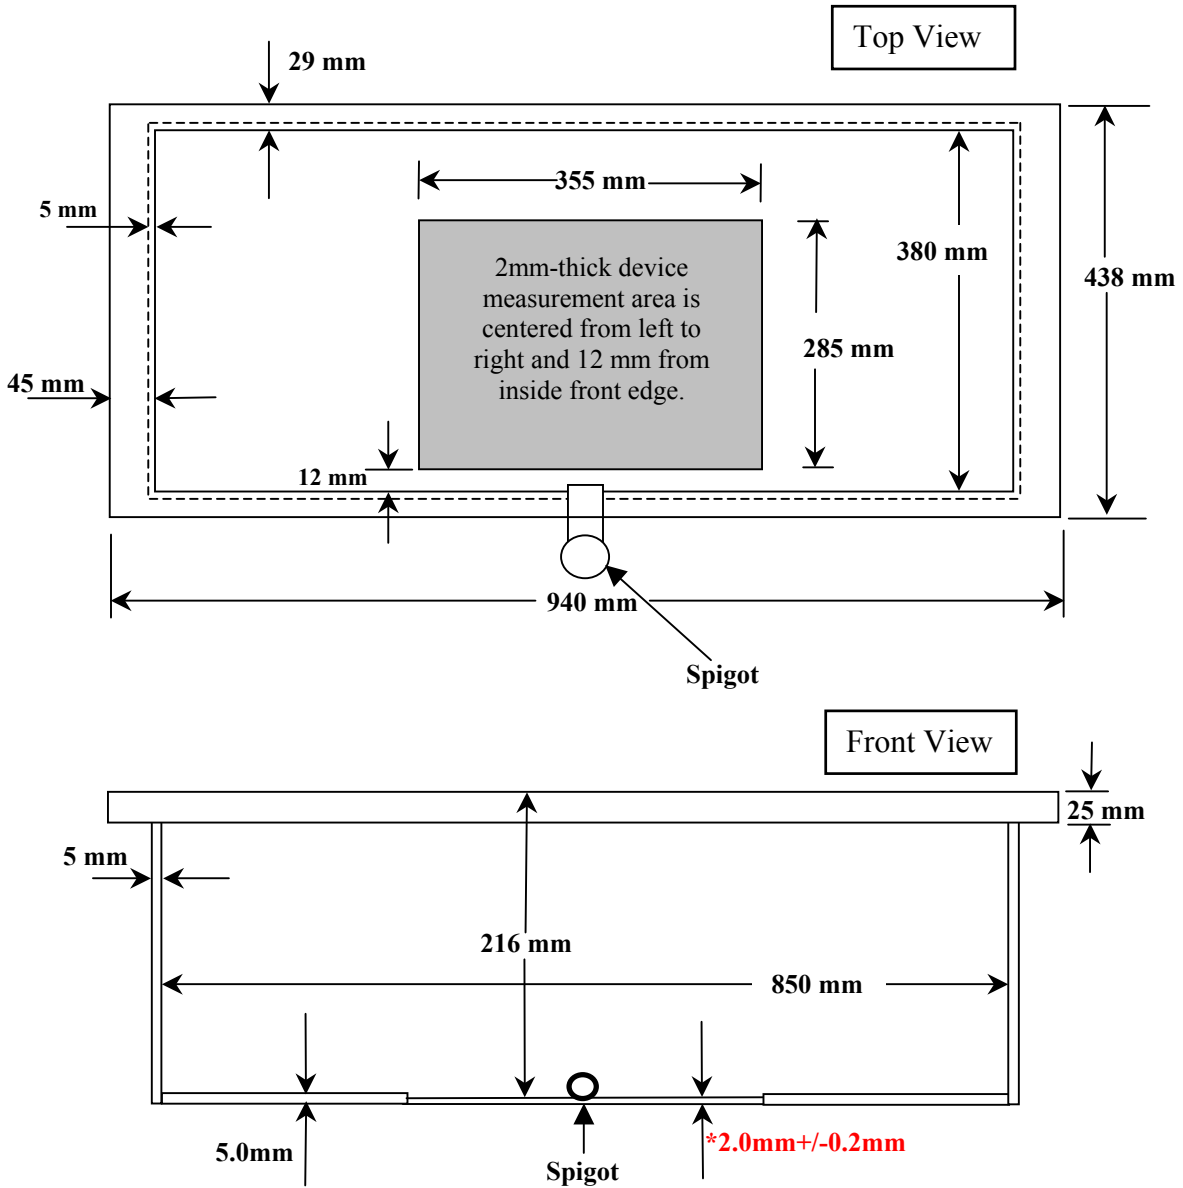 Top View
29 mm
355 mm
5 mm
2mm-thick device
measurement area is
centered from left to
right and 12 mm from
inside front edge.
380 mm
438 mm
285 mm
45 mm
12 mm
940 mm
Spigot
Front View
25 mm
5 mm
216 mm
850 mm
5.0mm
*2.0mm+/-0.2mm
Spigot